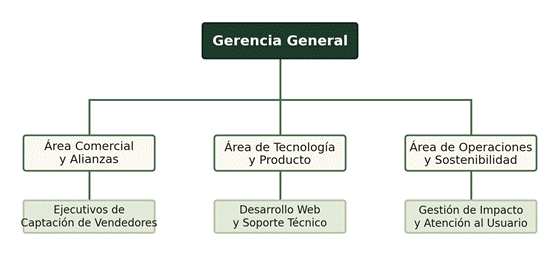 Gerencia General
Área Comercial
y Alianzas
Área de Tecnología
y Producto
Área de Operaciones
y Sostenibilidad
Ejecutivos de
Captación de Vendedores
Desarrollo Web
y Soporte Técnico
Gestión de Impacto
y Atención al Usuario